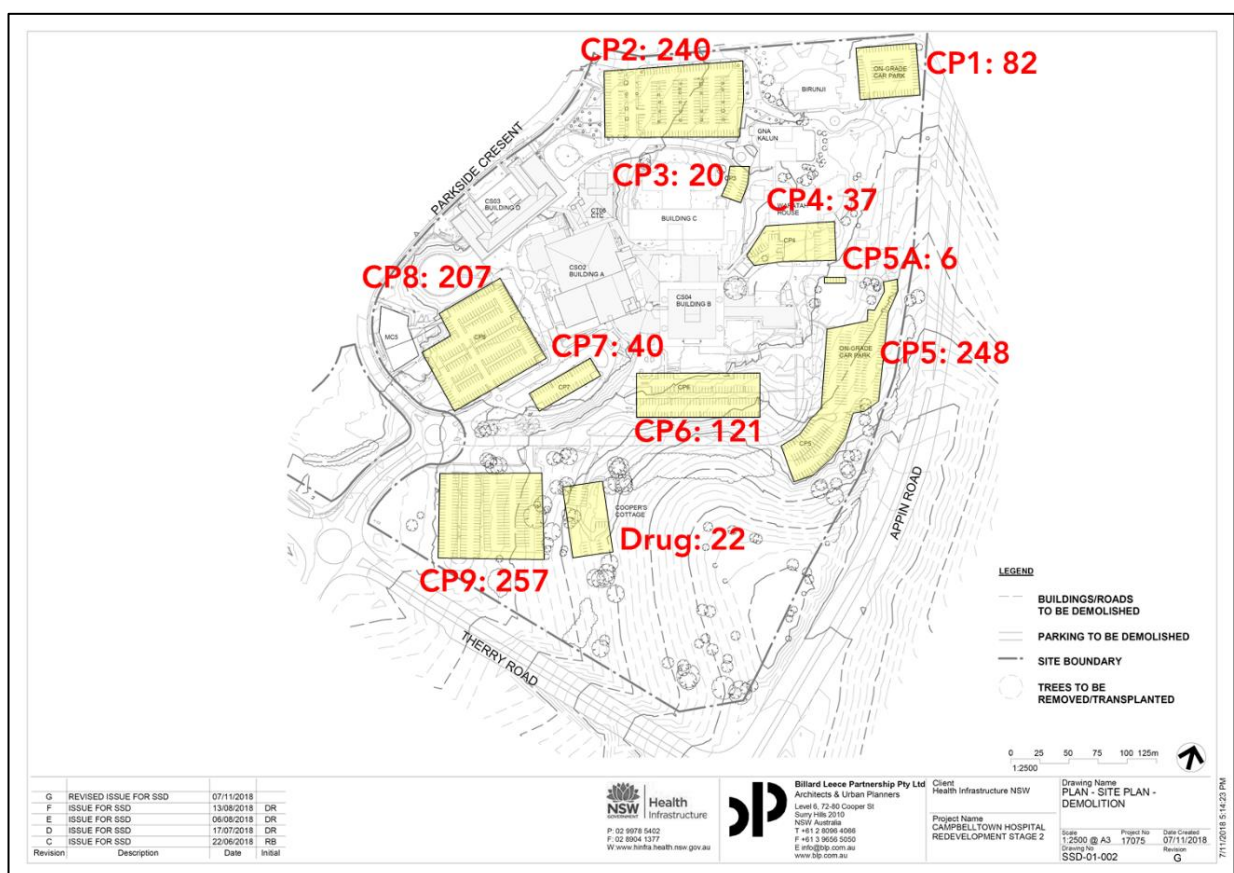 CP2: 240
CP1: 82
ON-GRADE
CAR PARK
BIRUNJI
GNA
KALUN
PARKSIDE CRESENT
CP3: 20
CP3
CP4: 37
HOUSE
CP4
CS03
BUILDING D
CTC
BUILDING C
CSO2
BUILDING A
CP5A: 6
CP8: 207
CS04
BUILDING B
MC5
CP7: 40
ON-GRADE
CAR PARK
CP5: 248
CP7
CP6
CP6: 121
CP5
COOPER'S
COTTAGE
Drug: 22
CP9: 257
APPIN ROAD
THERRY ROAD
LEGEND
BUILDINGS/ROADS
TO BE DEMOLISHED
PARKING TO BE DEMOLISHED
SITE BOUNDARY
TREES TO BE
REMOVED/TRANSPLANTED
0 25 50 75 100 125m
1:2500
G REVISED ISSUE FOR SSD 07/11/2018
F ISSUE FOR SSD 13/08/2018 DR
E ISSUE FOR SSD 06/08/2018 DR
D ISSUE FOR SSD 17/07/2018 DR
C ISSUE FOR SSD 22/06/2018 RB
Revision Description Date Initial
NSW
GOVERNMENT
Health
Infrastructure
P: 02 9978 5402
F: 02 8904 1377
W: www.hinfra.health.nsw.gov.au
Billard Leece Partnership Pty Ltd
Architects & Urban Planners
Level 6, 72-80 Cooper St
Surry Hills 2010
NSW Australia
T +61 2 8096 4066
F +61 3 9656 5050
E info@blp.com.au
www.blp.com.au
Client
Health Infrastructure NSW
Project Name
CAMPBELLTOWN HOSPITAL
REDEVELOPMENT STAGE 2
Drawing Name
PLAN - SITE PLAN -
DEMOLITION
Scale Project No Date Created
1:2500 @ A3 17075 07/11/2018
Drawing No Revision
SSD-01-002 G
7/11/2018 5:14:23 PM